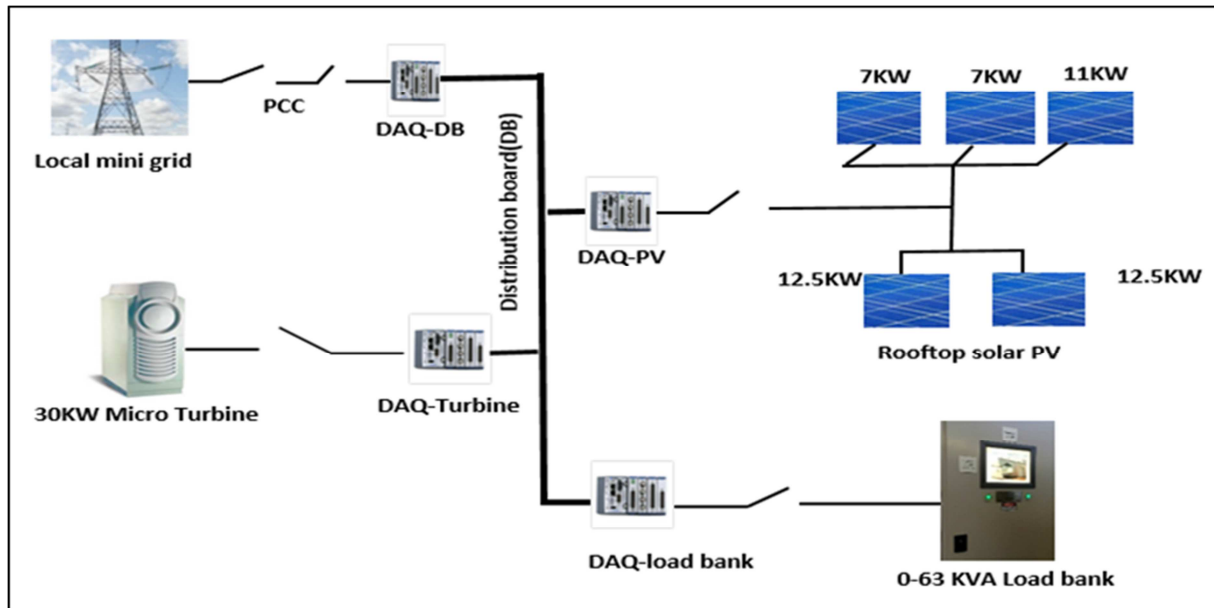 7KW
7KW
11KW
PCC
DAQ-DB
Local mini grid
Distribution board(DB)
DAQ-PV
12.5KW
12.5KW
Rooftop solar PV
30KW Micro Turbine
DAQ-Turbine
DAQ-load bank
0-63 KVA Load bank